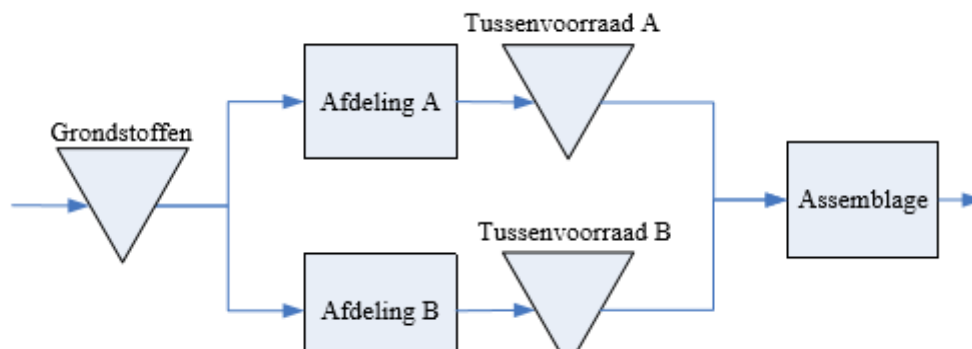 Tussenvoorraad A
Afdeling A
Grondstoffen
Assemblage
Tussenvoorraad B
Afdeling B